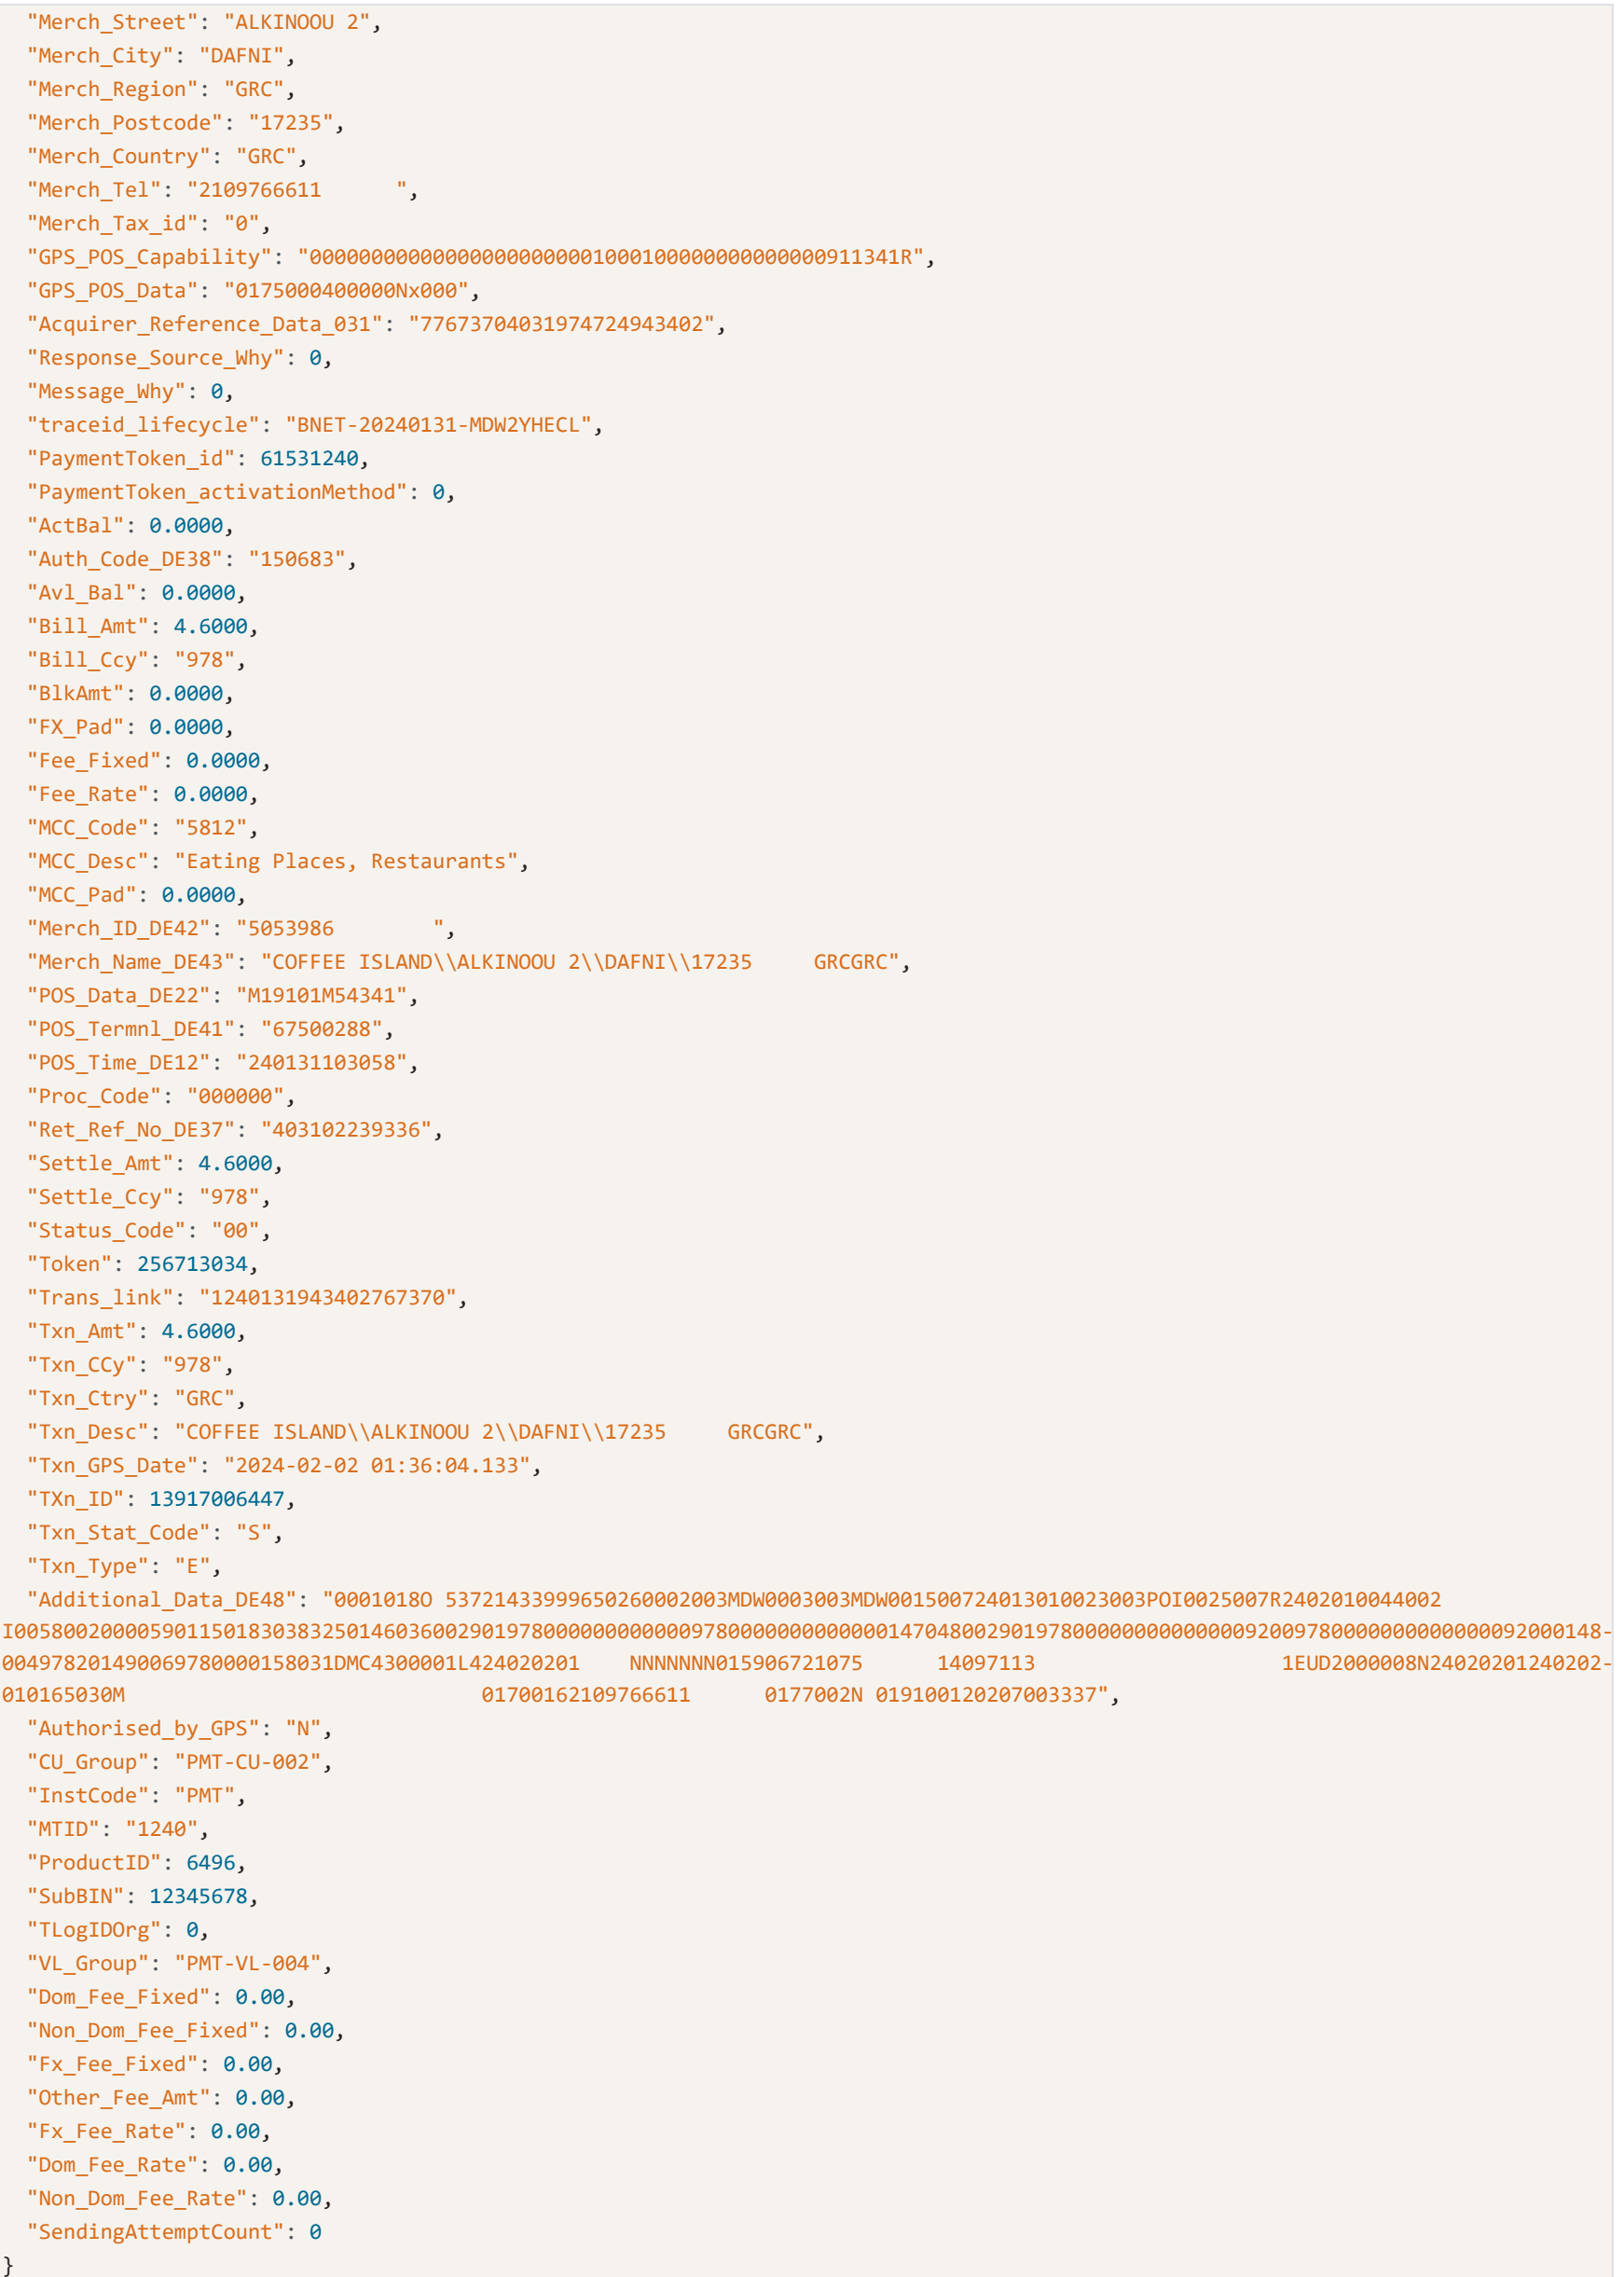 "Merch_Street": "ALKINOOU 2",
"Merch_City": "DAFNI",
"Merch_Region": "GRC",
"Merch_Postcode": "17235",
"Merch_Country": "GRC",
"Merch_Tel": "2109766611      ",
"Merch_Tax_id": "0",
"GPS_POS_Capability": "0000000000000000000000010001000000000000000911341R",
"GPS_POS_Data": "0175000400000Nx000",
"Acquirer_Reference_Data_031": "77673704031974724943402",
"Response_Source_Why": 0,
"Message_Why": 0,
"traceid_lifecycle": "BNET-20240131-MDW2YHECL",
"PaymentToken_id": 61531240,
"PaymentToken_activationMethod": 0,
"ActBal": 0.0000,
"Auth_Code_DE38": "150683",
"Avl_Bal": 0.0000,
"Bill_Amt": 4.6000,
"Bill_Ccy": "978",
"BlkAmt": 0.0000,
"FX_Pad": 0.0000,
"Fee_Fixed": 0.0000,
"Fee_Rate": 0.0000,
"MCC_Code": "5812",
"MCC_Desc": "Eating Places, Restaurants",
"MCC_Pad": 0.0000,
"Merch_ID_DE42": "5053986        ",
"Merch_Name_DE43": "COFFEE ISLAND\\ALKINOOU 2\\DAFNI\\17235     GRCGRC",
"POS_Data_DE22": "M19101M54341",
"POS_Termnl_DE41": "67500288",
"POS_Time_DE12": "240131103058",
"Proc_Code": "000000",
"Ret_Ref_No_DE37": "403102239336",
"Settle_Amt": 4.6000,
"Settle_Ccy": "978",
"Status_Code": "00",
"Token": 256713034,
"Trans_link": "1240131943402767370",
"Txn_Amt": 4.6000,
"Txn_CCy": "978",
"Txn_Ctry": "GRC",
"Txn_Desc": "COFFEE ISLAND\\ALKINOOU 2\\DAFNI\\17235     GRCGRC",
"Txn_GPS_Date": "2024-02-02 01:36:04.133",
"TXn_ID": 13917006447,
"Txn_Stat_Code": "S",
"Txn_Type": "E",
"Additional_Data_DE48": "0001018O 53721433999650260002003MDW0003003MDW001500724013010023003POI0025007R2402010044002
I005800200005901150183038325014603600290197800000000000097800000000000001470480029019780000000000000092009780000000000000092000148-
00497820149006978000015803​1DMC4300001L424020201    NNNNNNN015906721075      14097113                    1EUD2000008N24020201240202-
010165030M                             01700162109766611      0177002N 019100120207003337",
"Authorised_by_GPS": "N",
"CU_Group": "PMT-CU-002",
"InstCode": "PMT",
"MTID": "1240",
"ProductID": 6496,
"SubBIN": 12345678,
"TLogIDOrg": 0,
"VL_Group": "PMT-VL-004",
"Dom_Fee_Fixed": 0.00,
"Non_Dom_Fee_Fixed": 0.00,
"Fx_Fee_Fixed": 0.00,
"Other_Fee_Amt": 0.00,
"Fx_Fee_Rate": 0.00,
"Dom_Fee_Rate": 0.00,
"Non_Dom_Fee_Rate": 0.00,
"SendingAttemptCount": 0
}